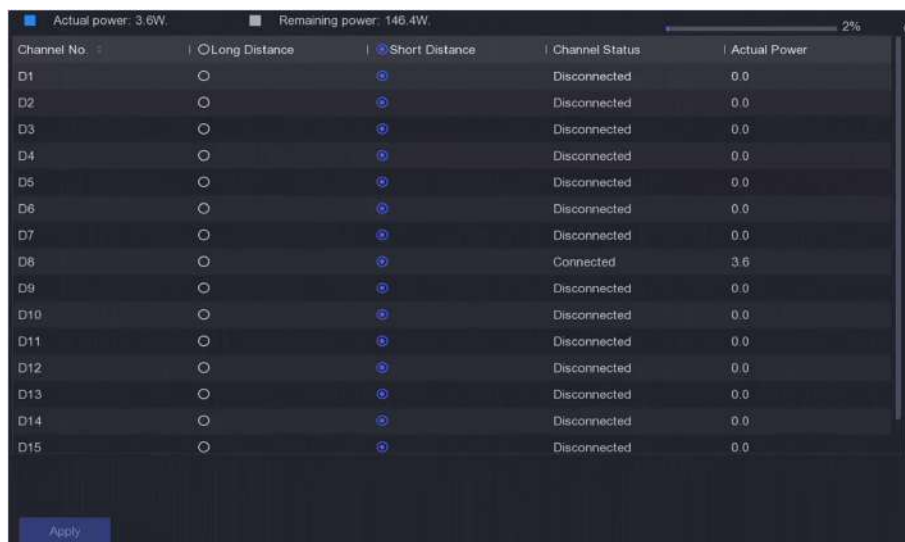 Actual power: 3.6W. Remaining power: 146.4W. 2%
Channel No. Long Distance Short Distance Channel Status Actual Power
D1 Disconnected 0.0
D2 Disconnected 0.0
D3 Disconnected 0.0
D4 Disconnected 0.0
D5 Disconnected 0.0
D6 Disconnected 0.0
D7 Disconnected 0.0
D8 Connected 3.6
D9 Disconnected 0.0
D10 Disconnected 0.0
D11 Disconnected 0.0
D12 Disconnected 0.0
D13 Disconnected 0.0
D14 Disconnected 0.0
D15 Disconnected 0.0
Apply